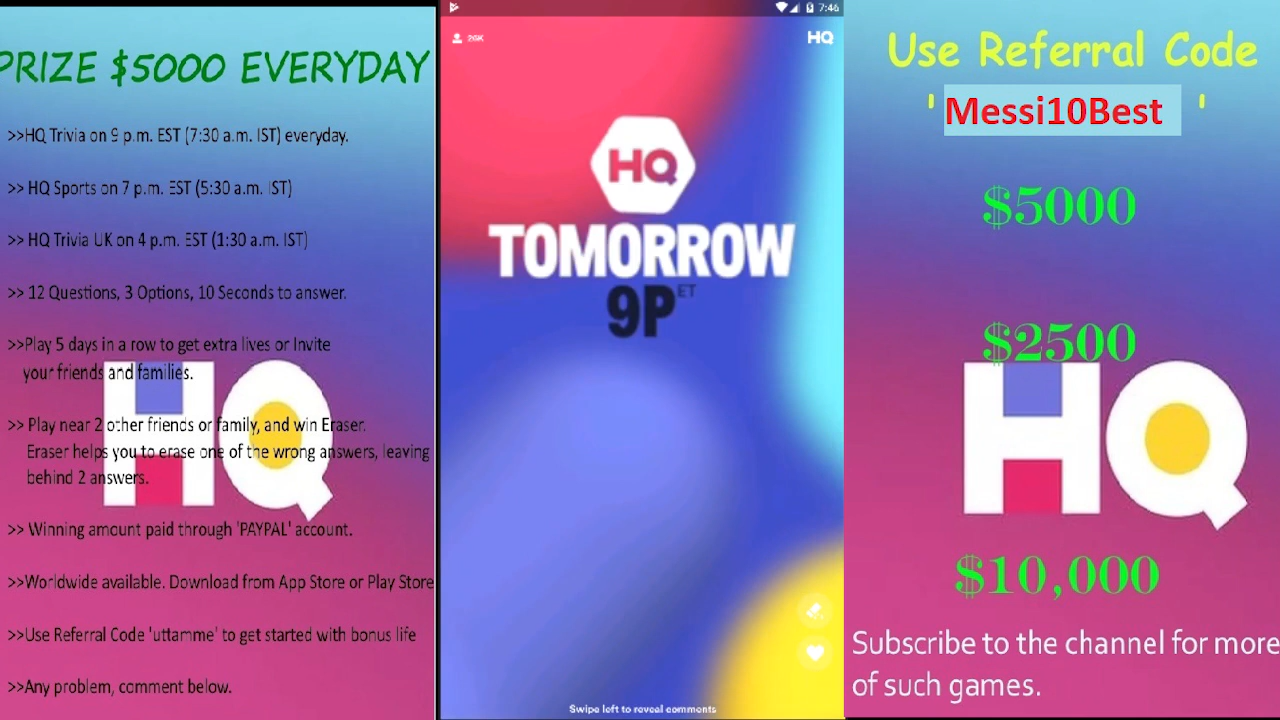 PRIZE $5000 EVERYDAY
>>HQ Trivia on 9 p.m. EST (7:30 a.m. IST) everyday.
>> HQ Sports on 7 p.m. EST (5:30 a.m. IST)
>> HQ Trivia UK on 4 p.m. EST (1:30 a.m. IST)
>> 12 Questions, 3 Options, 10 Seconds to answer.
>>Play 5 days in a row to get extra lives or Invite
your friends and families.
>> Play near 2 other friends or family, and win Eraser.
Eraser helps you to erase one of the wrong answers, leaving
behind 2 answers.
>> Winning amount paid through 'PAYPAL' account.
>>Worldwide available. Download from App Store or Play Store
>>Use Referral Code 'uttamme' to get started with bonus life
>>Any problem, comment below.
HQ
7:46
26K
HQ
HQ
TOMORROW
9P ET
Swipe left to reveal comments
Use Referral Code
' Messi10Best '
$5000
$2500
HQ
$10,000
Subscribe to the channel for more
of such games.